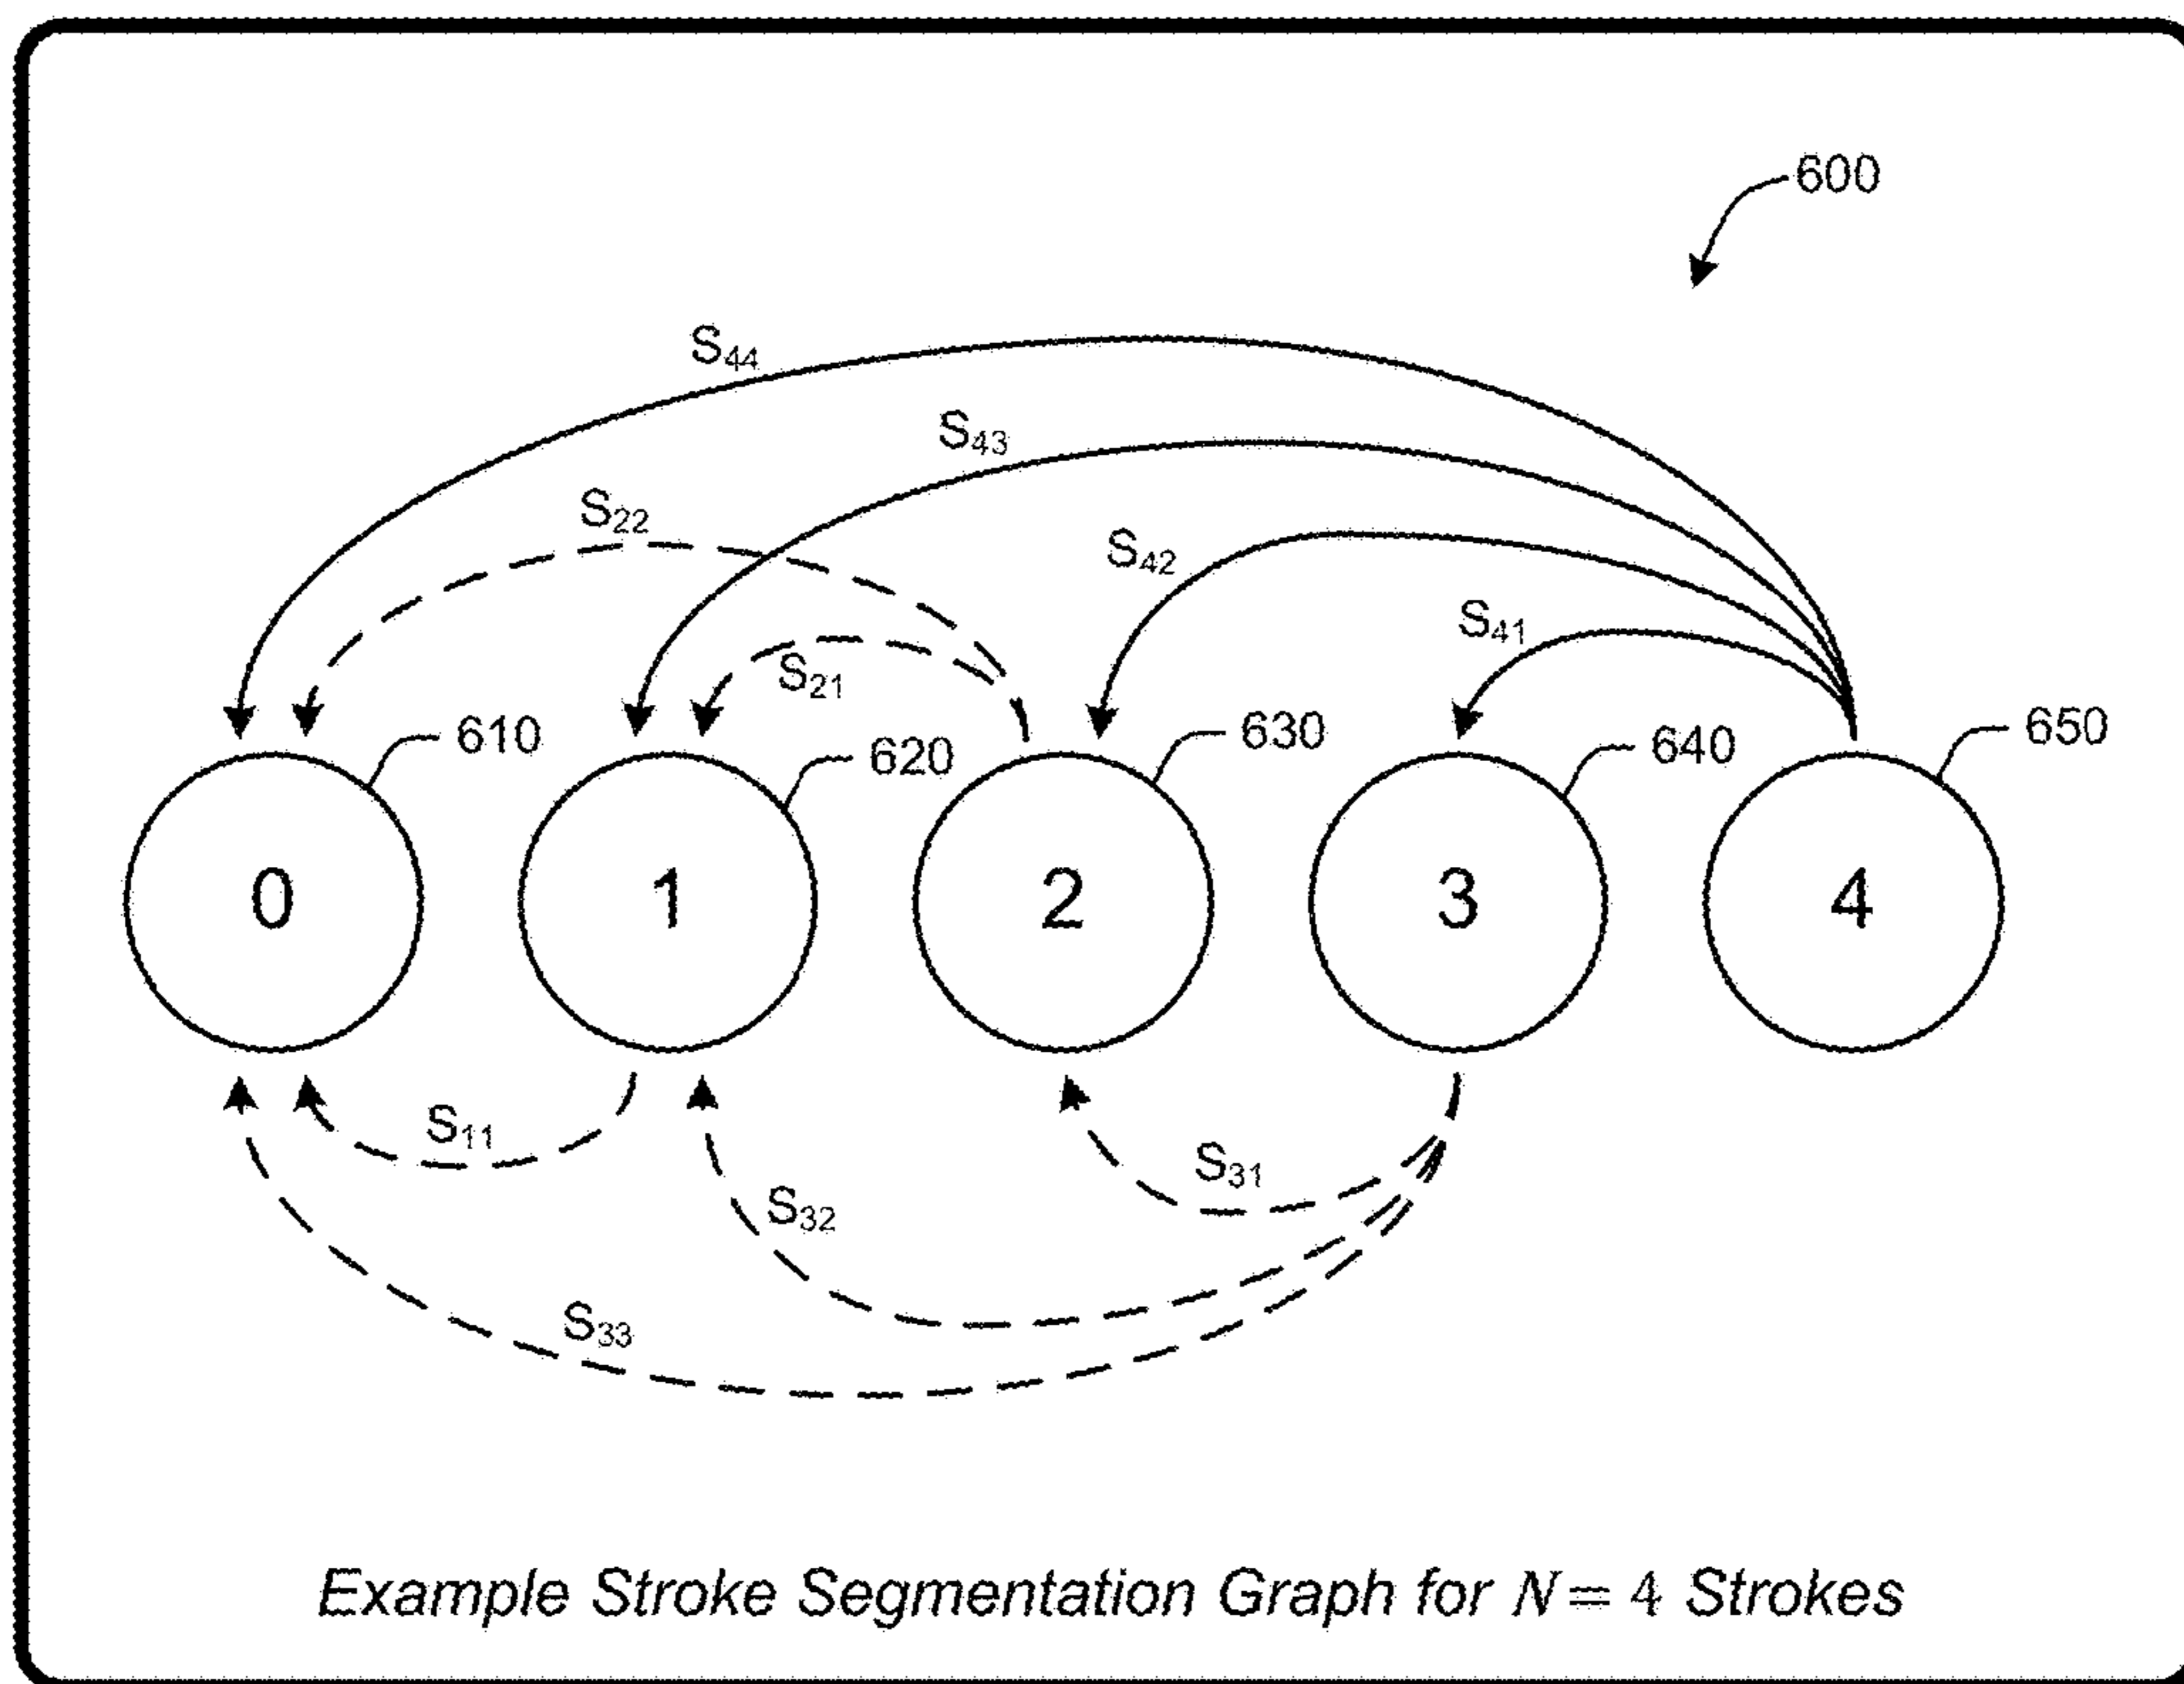 600
S44
S43
S22
S42
S41
S21
610
620
630
640
650
0
1
2
3
4
S11
S31
S32
S33
Example Stroke Segmentation Graph for N = 4 Strokes